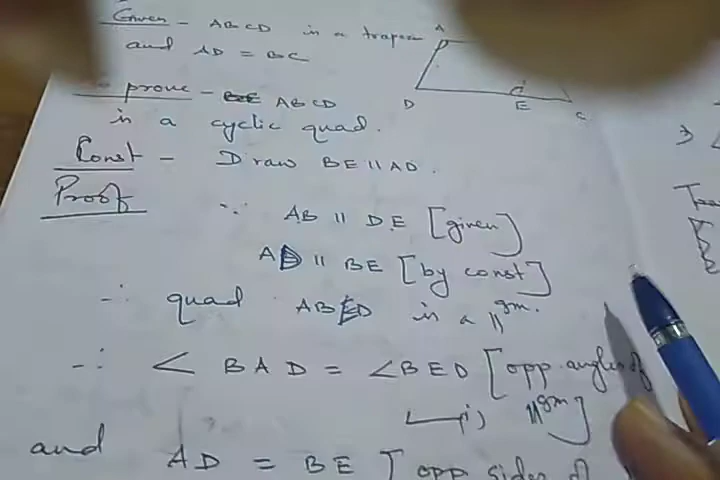 Given - ABCD is a trapez
and AD = BC
A
D
E
C
prove - ABCD
is a cyclic quad.
Const - Draw BE || AD.
Proof
∵ AB || DE [given]
AD || BE [by const]
∴ quad ABED is a ||gm.
∴ < BAD = <BED [opp. angles of
(i) ||gm]
and AD = BE [opp sides of